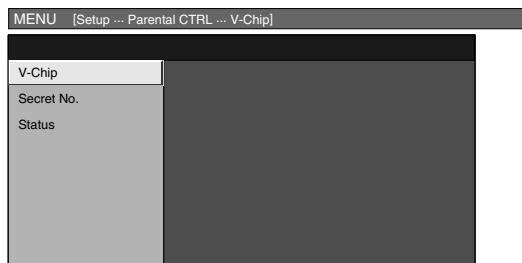 MENU [Setup ··· Parental CTRL ··· V-Chip]
V-Chip
Secret No.
Status